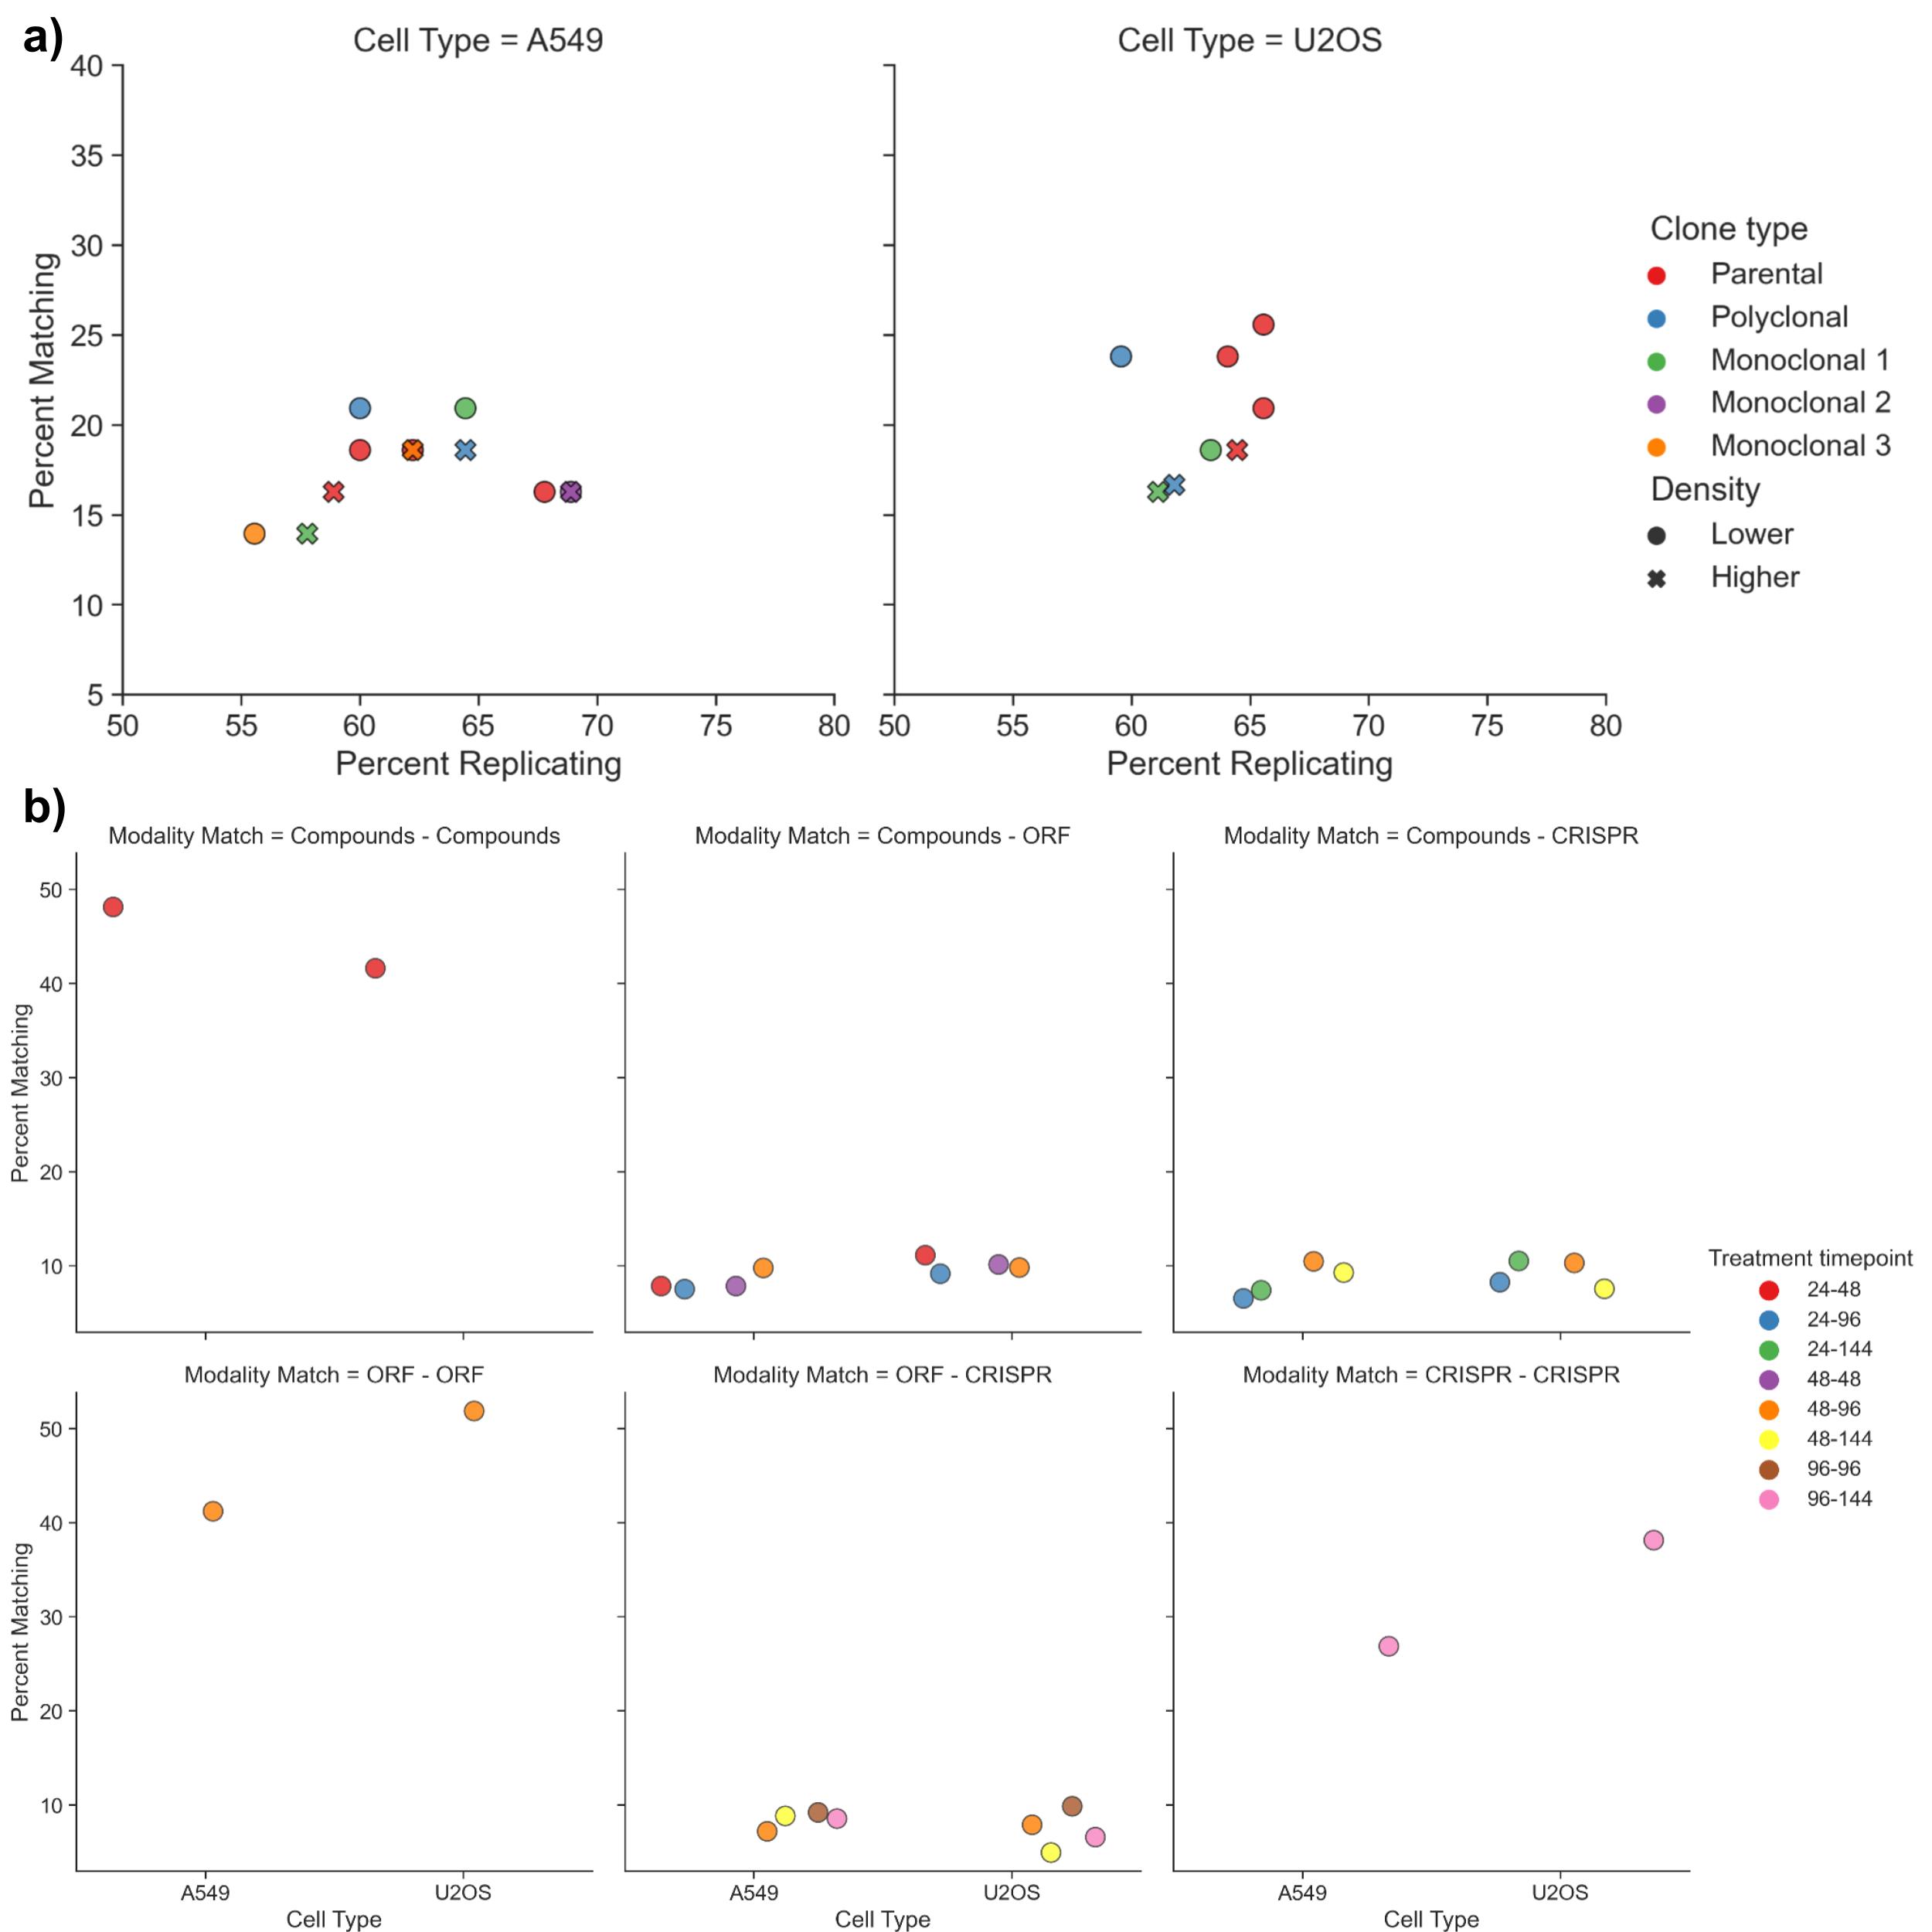 a)
Cell Type = A549
Cell Type = U2OS
40
35
30
25
20
15
10
5
Percent Matching
50 55 60 65 70 75 80
50 55 60 65 70 75 80
Percent Replicating
Percent Replicating
Clone type
Parental
Polyclonal
Monoclonal 1
Monoclonal 2
Monoclonal 3
Density
Lower
Higher
b)
Modality Match = Compounds - Compounds
Modality Match = Compounds - ORF
Modality Match = Compounds - CRISPR
50
40
30
20
10
Percent Matching
Modality Match = ORF - ORF
Modality Match = ORF - CRISPR
Modality Match = CRISPR - CRISPR
50
40
30
20
10
Percent Matching
A549 U2OS
A549 U2OS
A549 U2OS
Cell Type
Cell Type
Cell Type
Treatment timepoint
24-48
24-96
24-144
48-48
48-96
48-144
96-96
96-144